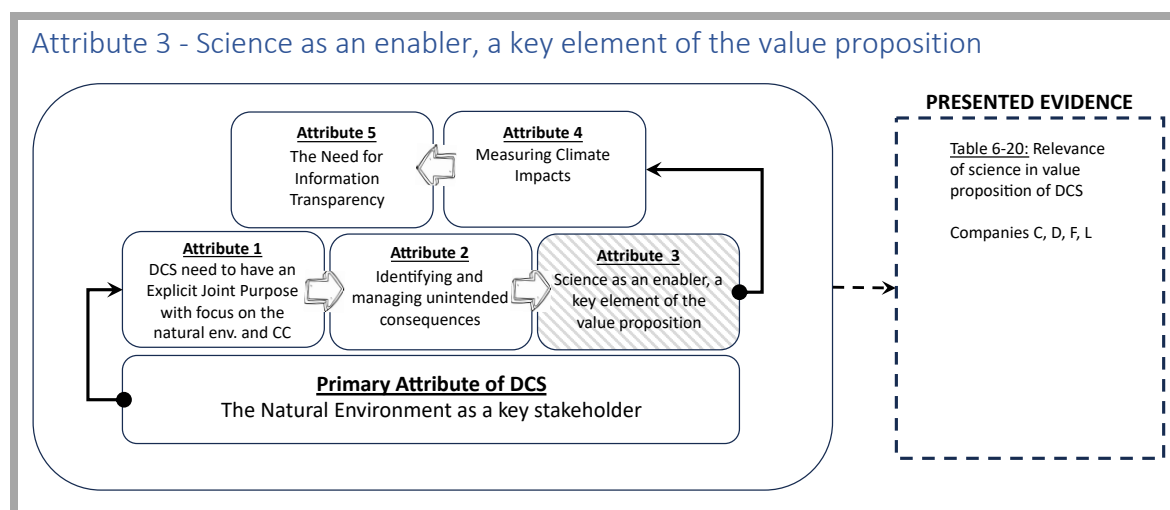 Attribute 3 - Science as an enabler, a key element of the value proposition
Attribute 5
The Need for
Information
Transparency
Attribute 4
Measuring Climate
Impacts
Attribute 1
DCS need to have an
Explicit Joint Purpose
with focus on the
natural env. and CC
Attribute 2
Identifying and
managing unintended
consequences
Attribute 3
Science as an enabler, a
key element of the
value proposition
Primary Attribute of DCS
The Natural Environment as a key stakeholder
PRESENTED EVIDENCE
Table 6-20: Relevance
of science in value
proposition of DCS
Companies C, D, F, L